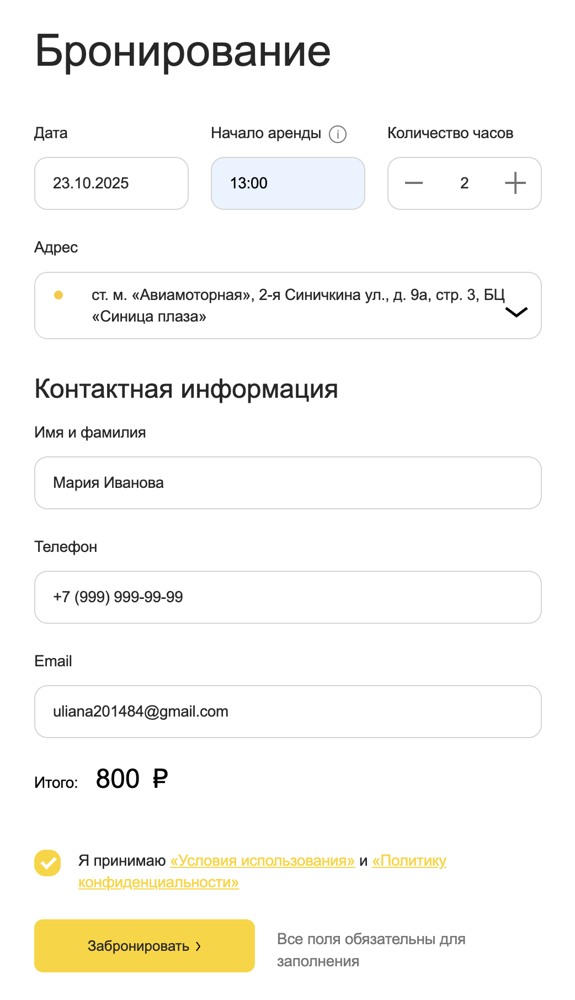 Бронирование
Дата
Начало аренды i
Количество часов
23.10.2025
13:00
2
Адрес
ст. м. «Авиамоторная», 2-я Синичкина ул., д. 9а, стр. 3, БЦ
«Синица плаза»
Контактная информация
Имя и фамилия
Мария Иванова
Телефон
+7 (999) 999-99-99
Email
uliana201484@gmail.com
Итого: 800 ₽
Я принимаю «Условия использования» и «Политику
конфиденциальности»
Забронировать ›
Все поля обязательны для
заполнения